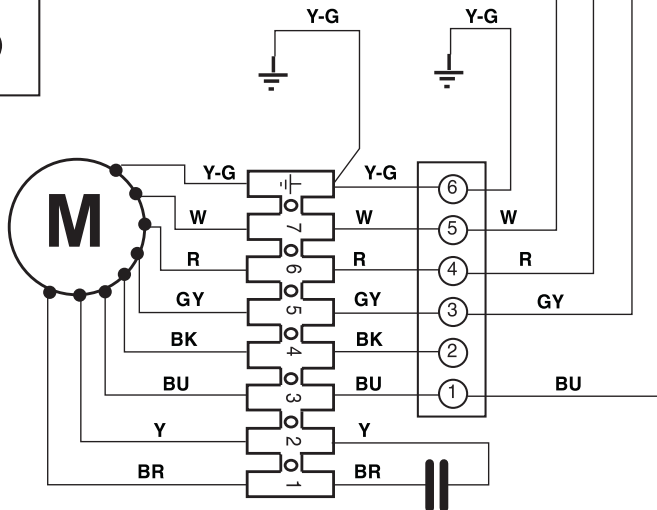 Y-G Y-G
Y-G Y-G 6
M
W 7 W 5 W
R 6 R 4 R
GY 5 GY 3 GY
BK 4 BK 2
BU 3 BU 1 BU
Y 2 Y
BR 1 BR